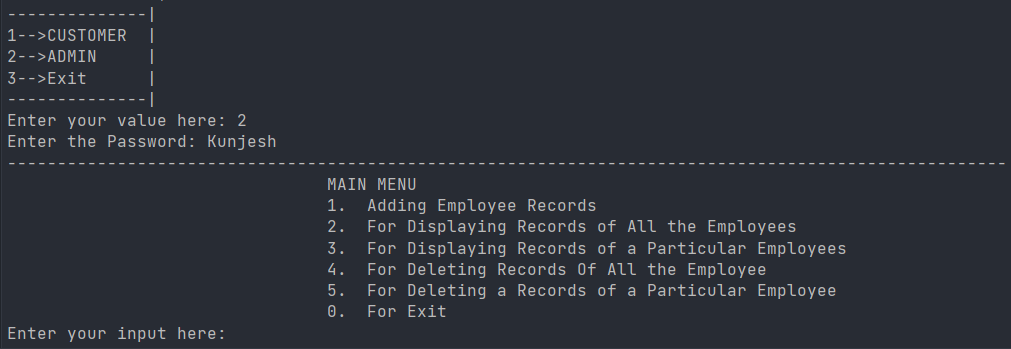 --------------|
1-->CUSTOMER  |
2-->ADMIN     |
3-->Exit      |
--------------|
Enter your value here: 2
Enter the Password: Kunjesh
----------------------------------------------------------------------------------------------------
MAIN MENU
1.  Adding Employee Records
2.  For Displaying Records of All the Employees
3.  For Displaying Records of a Particular Employees
4.  For Deleting Records Of All the Employee
5.  For Deleting a Records of a Particular Employee
0.  For Exit
Enter your input here: